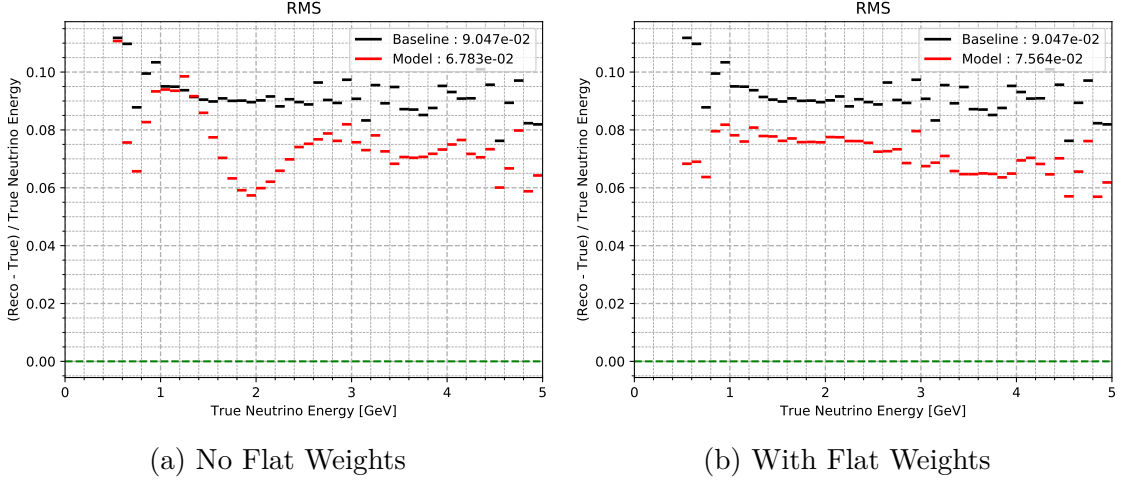 RMS
(Reco - True) / True Neutrino Energy
Baseline : 9.047e-02
Model : 6.783e-02
0.10
0.08
0.06
0.04
0.02
0.00
0 1 2 3 4 5
True Neutrino Energy [GeV]
(a) No Flat Weights
RMS
(Reco - True) / True Neutrino Energy
Baseline : 9.047e-02
Model : 7.564e-02
0.10
0.08
0.06
0.04
0.02
0.00
0 1 2 3 4 5
True Neutrino Energy [GeV]
(b) With Flat Weights